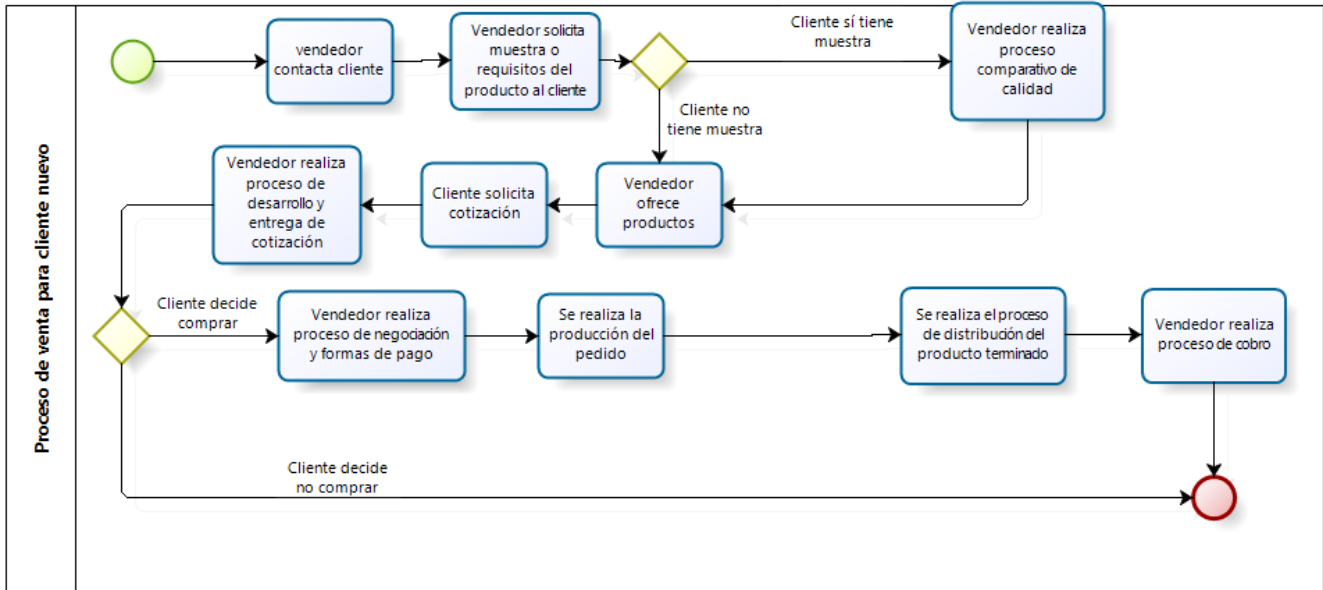 Proceso de venta para cliente nuevo
vendedor
contacta cliente
Vendedor solicita
muestra o
requisitos del
producto al cliente
Cliente sí tiene
muestra
Vendedor realiza
proceso
comparativo de
calidad
Cliente no
tiene muestra
Vendedor
ofrece
productos
Cliente solicita
cotización
Vendedor realiza
proceso de
desarrollo y
entrega de
cotización
Cliente decide
comprar
Vendedor realiza
proceso de negociación
y formas de pago
Se realiza la
producción del
pedido
Se realiza el proceso
de distribución del
producto terminado
Vendedor realiza
proceso de cobro
Cliente decide
no comprar